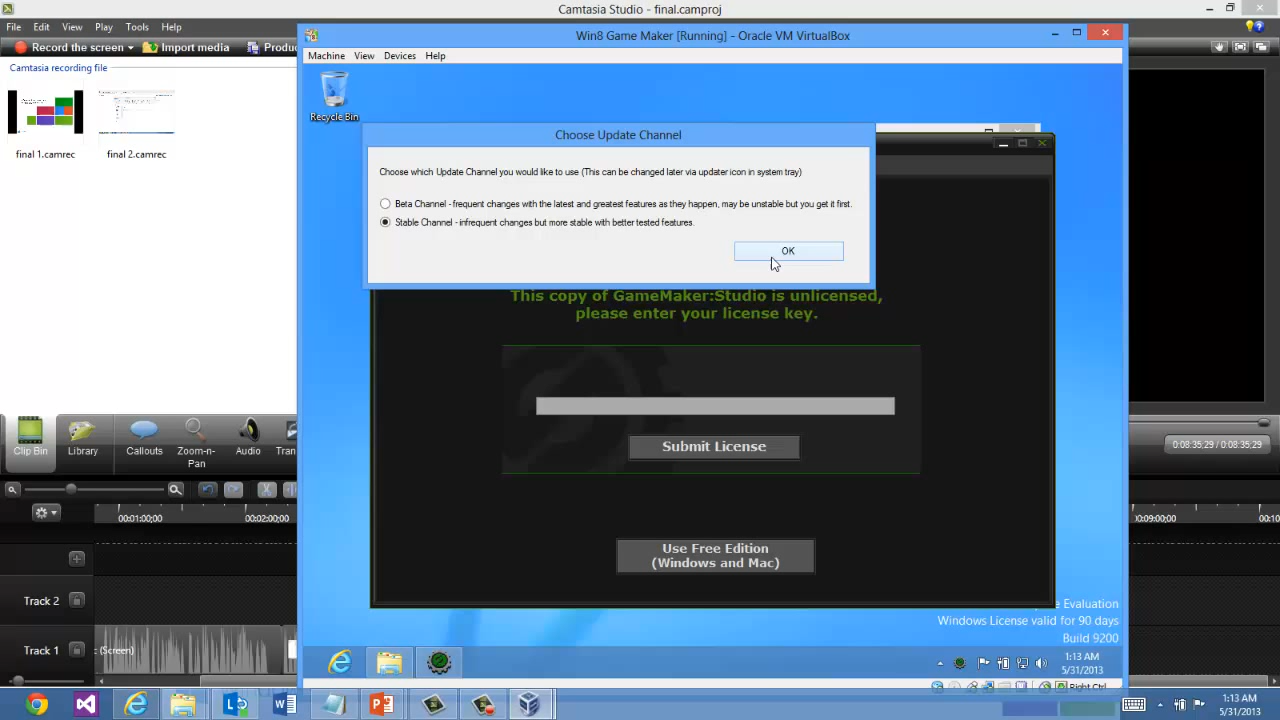 Camtasia Studio - final.camproj
File Edit View Play Tools Help
Record the screen
Import media
Camtasia recording file
final 1.camrec
final 2.camrec
Win8 Game Maker [Running] - Oracle VM VirtualBox
Machine View Devices Help
Recycle Bin
Choose Update Channel
Choose which Update Channel you would like to use (This can be changed later via updater icon in system tray)
Beta Channel - frequent changes with the latest and greatest features as they happen, may be unstable but you get it first.
Stable Channel - infrequent changes but more stable with better tested features.
OK
This copy of GameMaker:Studio is unlicensed,
please enter your license key.
Submit License
Use Free Edition
(Windows and Mac)
Evaluation
Windows License valid for 90 days
Build 9200
1:13 AM
5/31/2013
Right Ctrl
Clip Bin
Library
Callouts
Zoom-n-
Pan
Audio
0:08:35;29 / 0:08:35;29
00:01:00;00
00:02:00;00
Track 2
Track 1
(Screen)
1:13 AM
5/31/2013